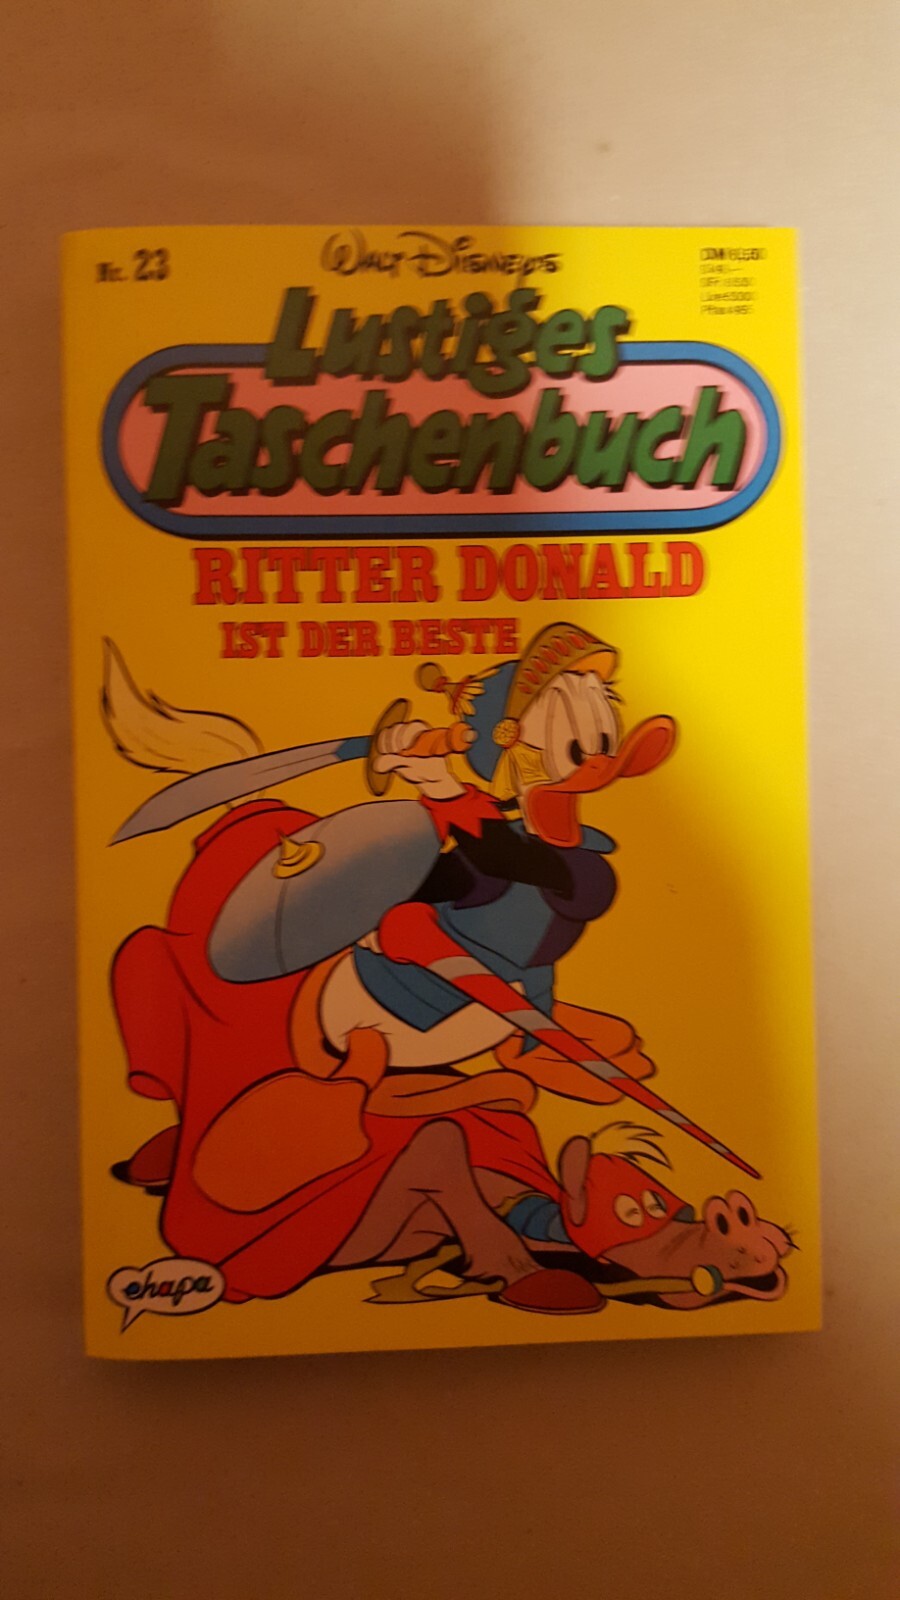 Nr. 23
WALT DISNEY'S
Lustiges
Taschenbuch
RITTER DONALD
IST DER BESTE
ehapa